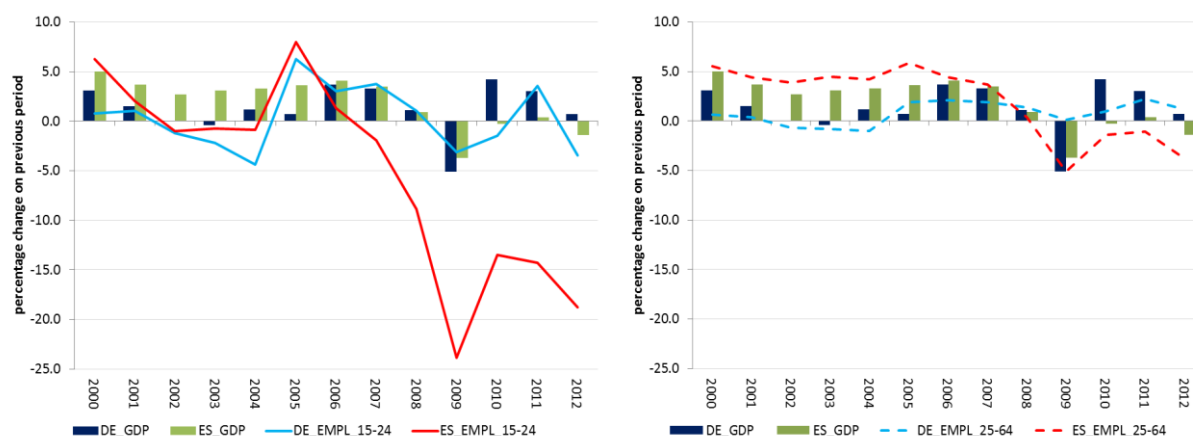 percentage change on previous period
10.0
5.0
0.0
-5.0
-10.0
-15.0
-20.0
-25.0
2000 2001 2002 2003 2004 2005 2006 2007 2008 2009 2010 2011 2012
DE_GDP ES_GDP DE_EMPL_15-24 ES_EMPL_15-24
percentage change on previous period
10.0
5.0
0.0
-5.0
-10.0
-15.0
-20.0
-25.0
2000 2001 2002 2003 2004 2005 2006 2007 2008 2009 2010 2011 2012
DE_GDP ES_GDP DE_EMPL_25-64 ES_EMPL_25-64